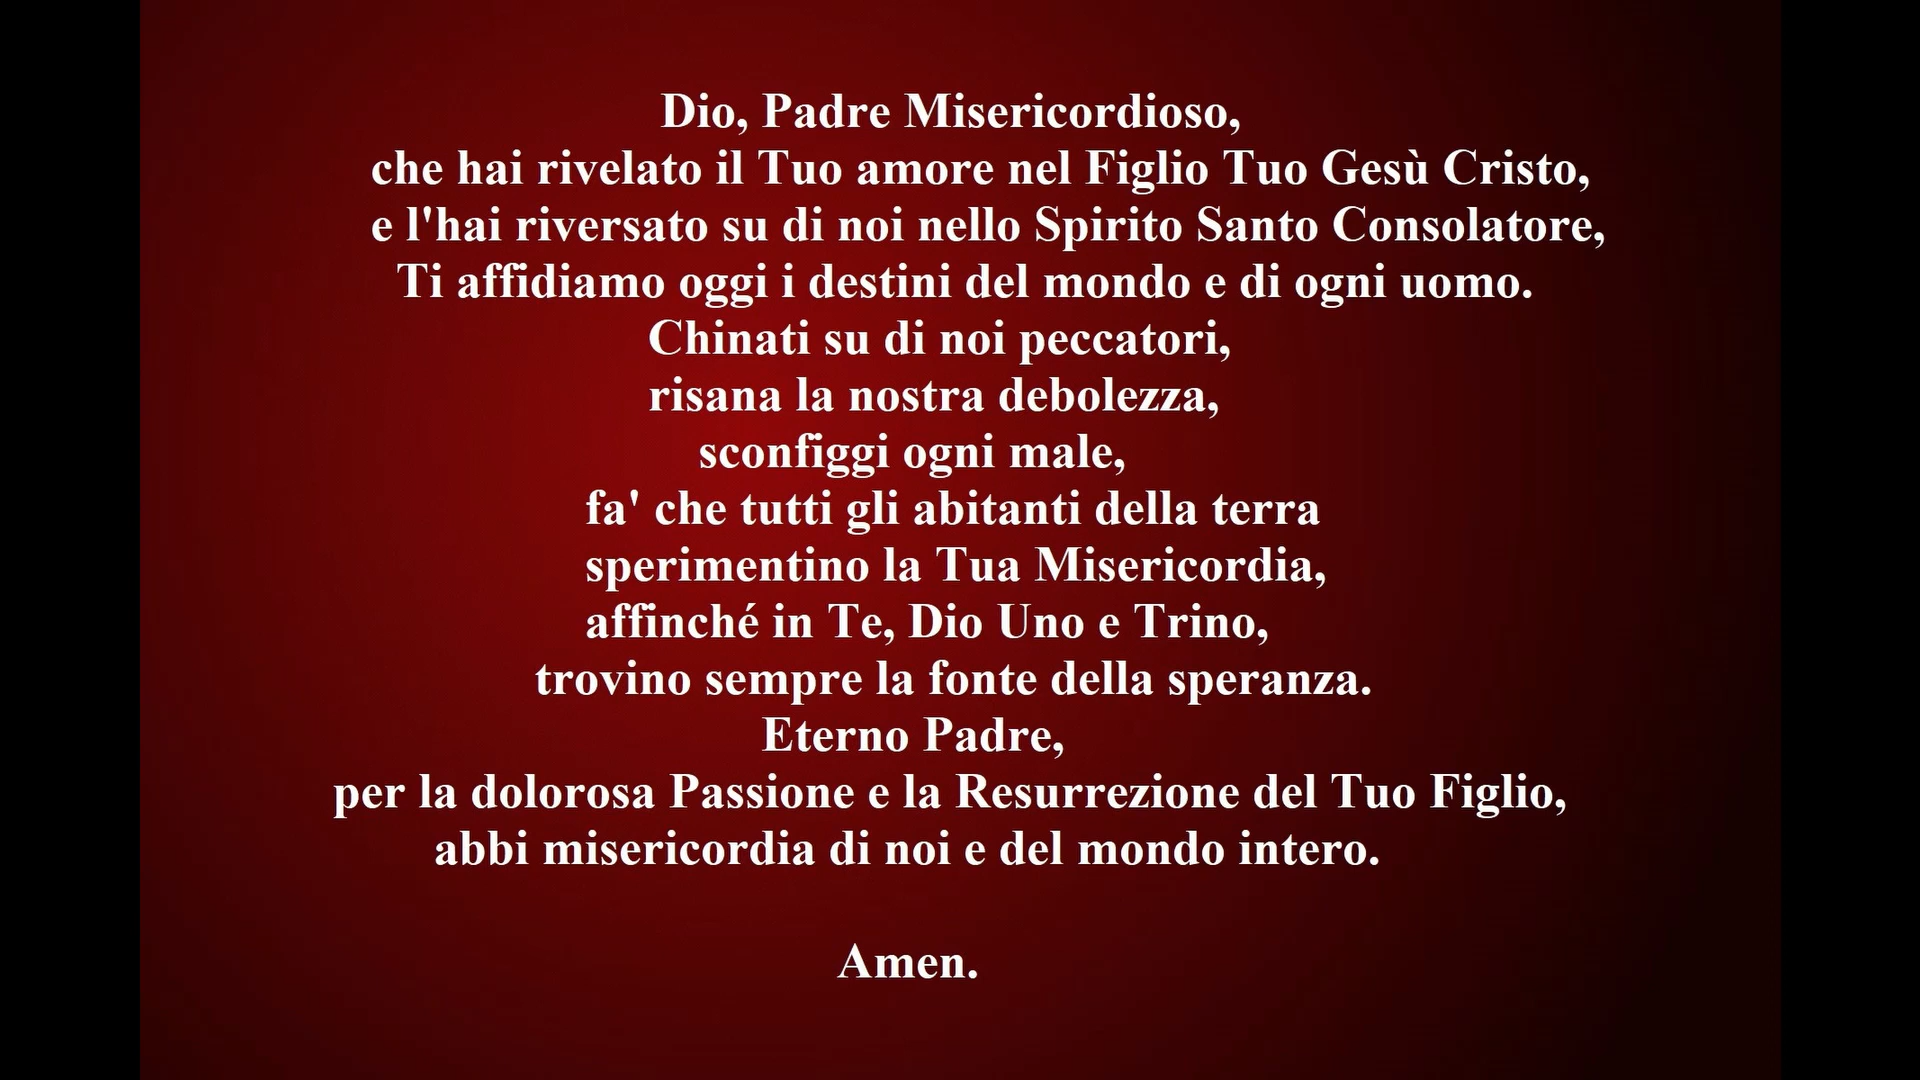 Dio, Padre Misericordioso,
che hai rivelato il Tuo amore nel Figlio Tuo Gesù Cristo,
e l'hai riversato su di noi nello Spirito Santo Consolatore,
Ti affidiamo oggi i destini del mondo e di ogni uomo.
Chinati su di noi peccatori,
risana la nostra debolezza,
sconfiggi ogni male,
fa' che tutti gli abitanti della terra
sperimentino la Tua Misericordia,
affinché in Te, Dio Uno e Trino,
trovino sempre la fonte della speranza.
Eterno Padre,
per la dolorosa Passione e la Resurrezione del Tuo Figlio,
abbi misericordia di noi e del mondo intero.
Amen.